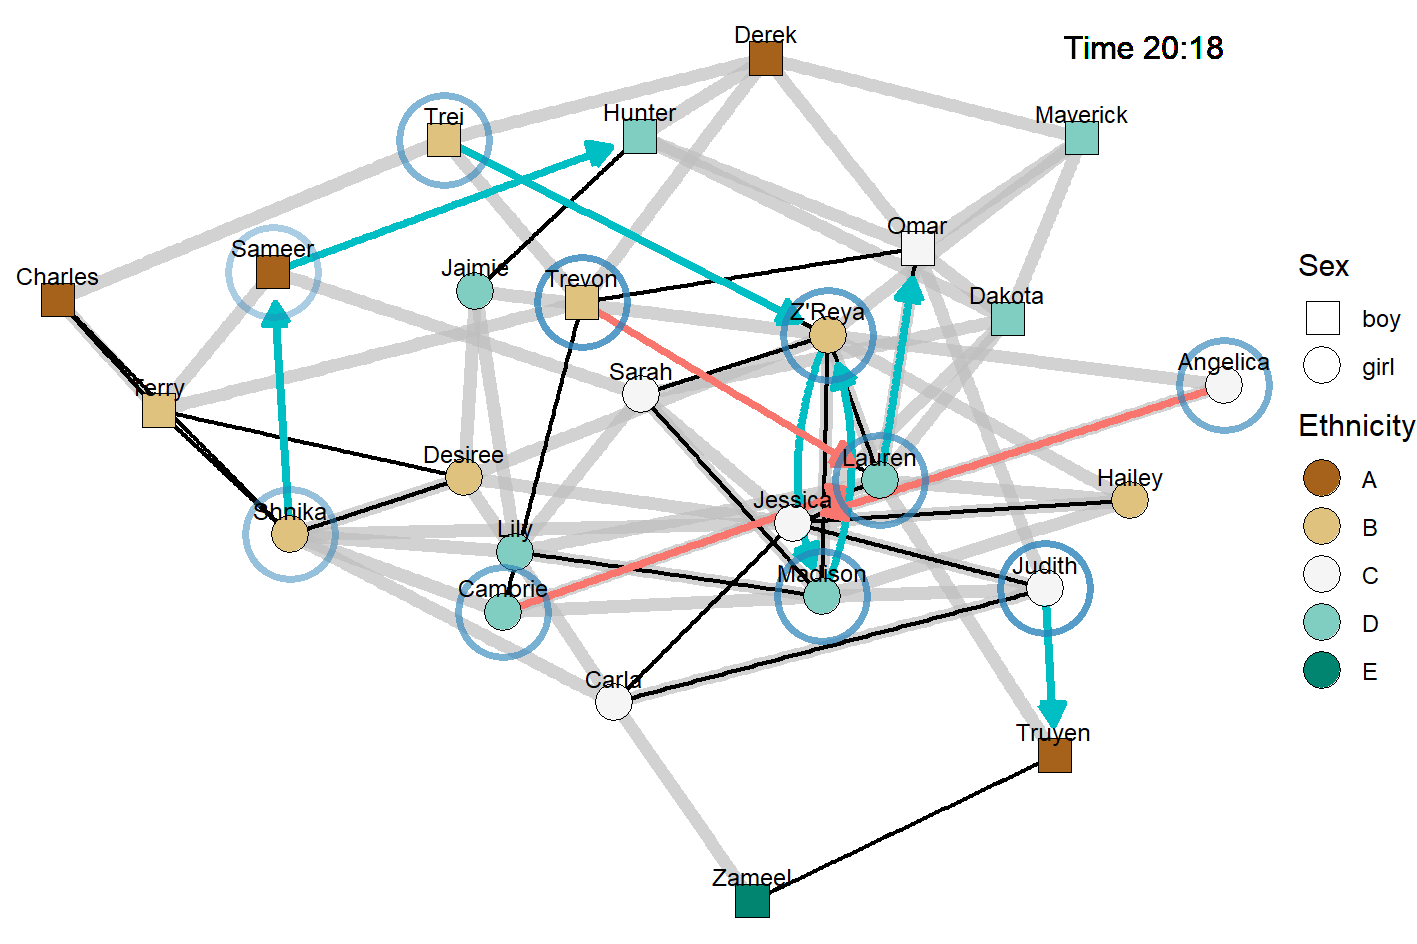 Derek
Time 20:18
Hunter
Maverick
Trei
Omar
Sameer
Charles
Jaimie
Trevon
Dakota
Z'Reya
Sex
boy
girl
Angelica
Sarah
Terry
Ethnicity
Desiree
Lauren
Hailey
A
Jessica
Shnika
B
Lily
Judith
C
Madison
Cambrie
D
Carla
E
Truyen
Zameel